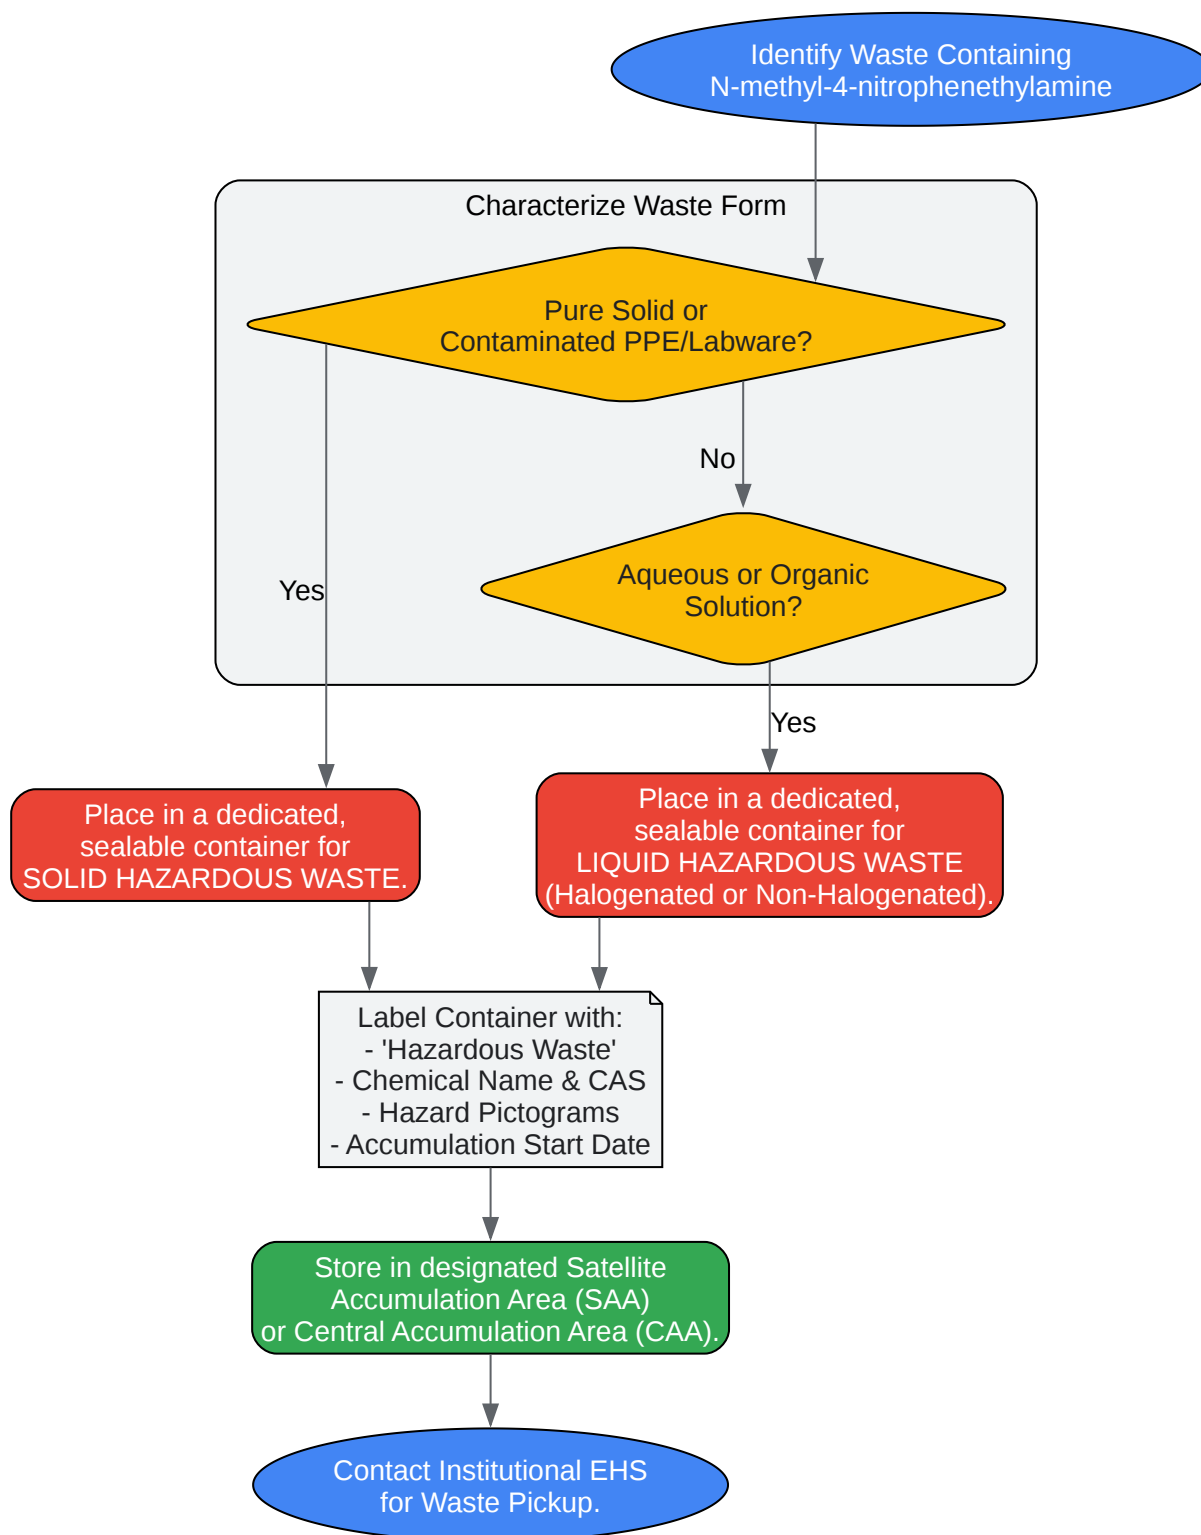 Identify Waste Containing
N-methyl-4-nitrophenethylamine
Characterize Waste Form
Pure Solid or
Contaminated PPE/Labware?
No
Aqueous or Organic
Solution?
Yes
Yes
Place in a dedicated,
sealable container for
SOLID HAZARDOUS WASTE.
Place in a dedicated,
sealable container for
LIQUID HAZARDOUS WASTE
(Halogenated or Non-Halogenated).
Label Container with:
- 'Hazardous Waste'
- Chemical Name & CAS
- Hazard Pictograms
- Accumulation Start Date
Store in designated Satellite
Accumulation Area (SAA)
or Central Accumulation Area (CAA).
Contact Institutional EHS
for Waste Pickup.